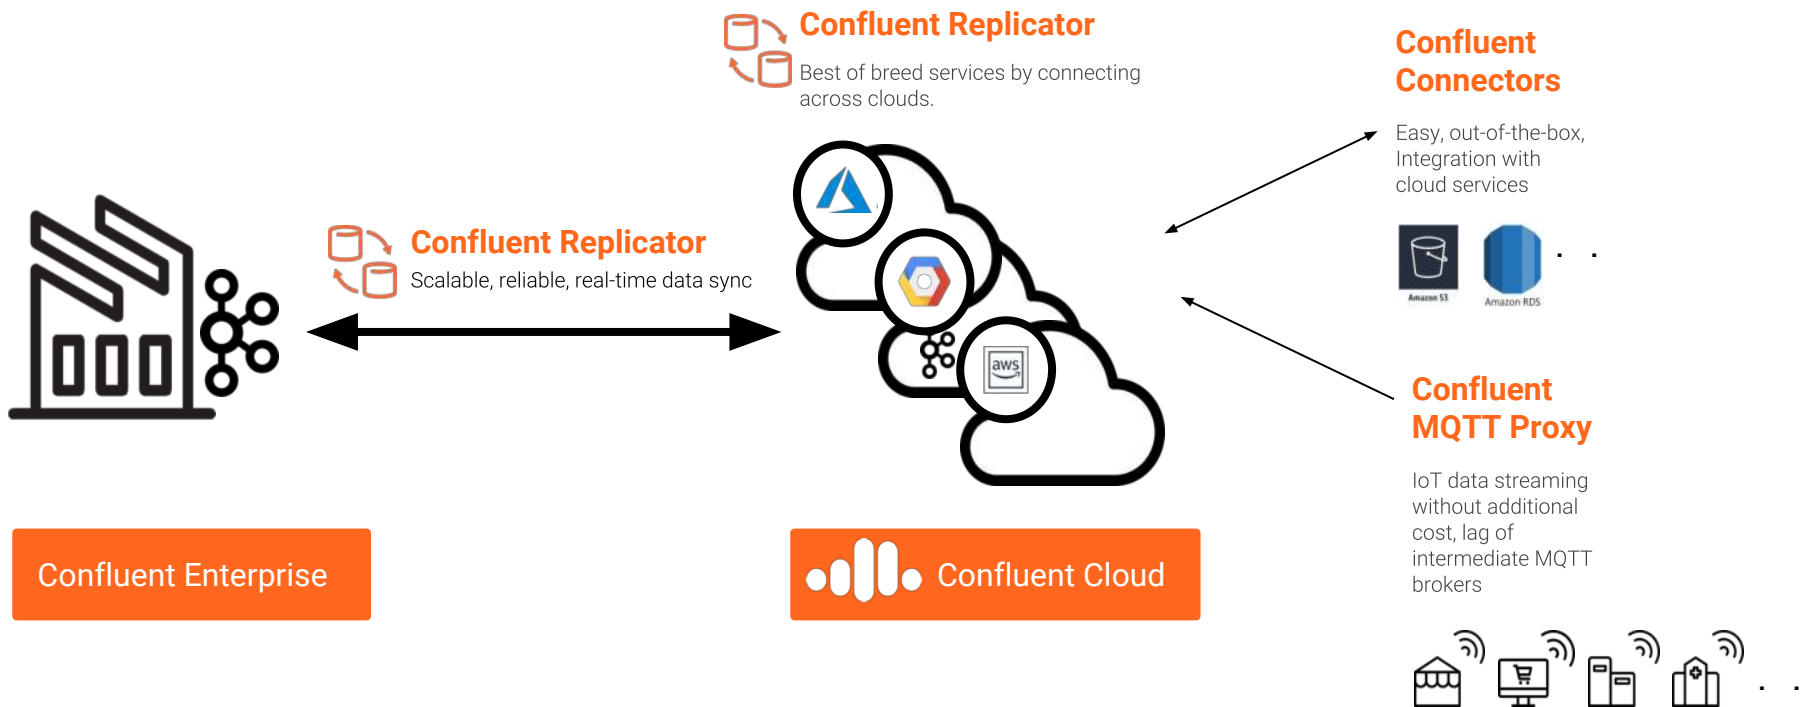 Confluent Replicator
Best of breed services by connecting
across clouds.
Confluent
Connectors
Easy, out-of-the-box,
Integration with
cloud services
Amazon S3
Amazon RDS
. .
Confluent Replicator
Scalable, reliable, real-time data sync
aws
Confluent
MQTT Proxy
IoT data streaming
without additional
cost, lag of
intermediate MQTT
brokers
. .
Confluent Enterprise
Confluent Cloud